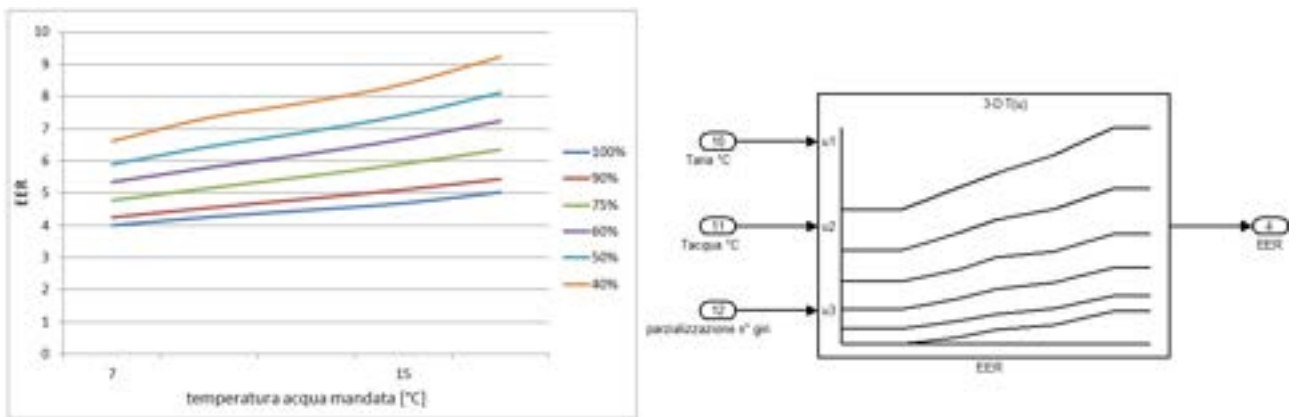 10
9
8
7
6
5
4
3
2
1
0
EER
7
15
temperatura acqua mandata [°C]
100%
90%
75%
60%
50%
40%
3-D T(u)
10
Taria °C
u1
11
Tacqua °C
u2
12
parzializzazione n° giri
u3
EER
4
EER